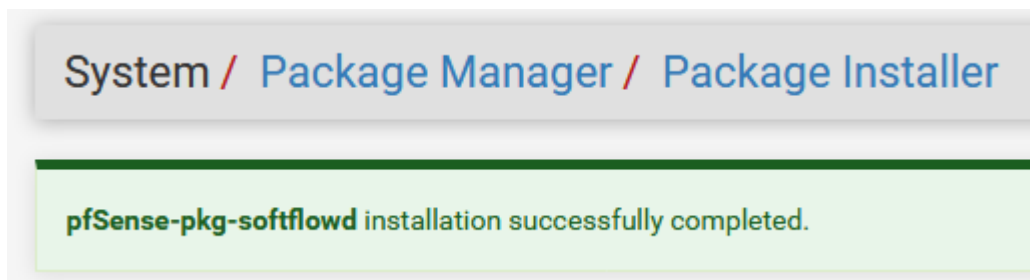 System / Package Manager / Package Installer
pfSense-pkg-softflowd installation successfully completed.